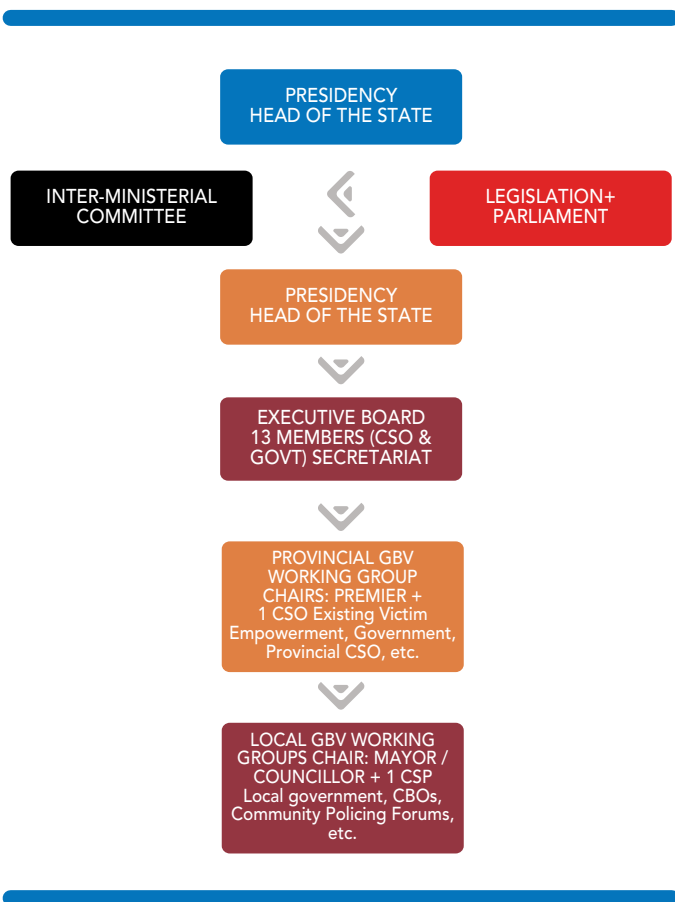 PRESIDENCY
HEAD OF THE STATE
INTER-MINISTERIAL
COMMITTEE
LEGISLATION+
PARLIAMENT
PRESIDENCY
HEAD OF THE STATE
EXECUTIVE BOARD
13 MEMBERS (CSO &
GOVT) SECRETARIAT
PROVINCIAL GBV
WORKING GROUP
CHAIRS: PREMIER +
1 CSO Existing Victim
Empowerment, Government,
Provincial CSO, etc.
LOCAL GBV WORKING
GROUPS CHAIR: MAYOR /
COUNCILLOR + 1 CSP
Local government, CBOs,
Community Policing Forums,
etc.